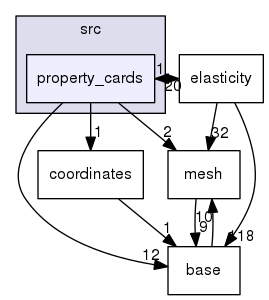 src
property_cards
1
20
elasticity
1
2
32
coordinates
mesh
1
10
9
118
12
base